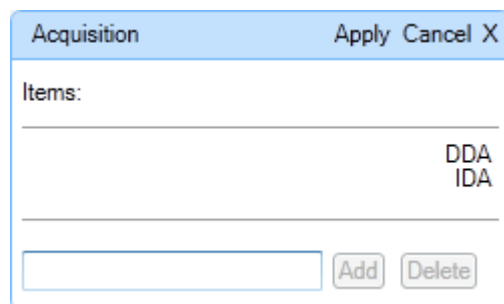 Acquisition Apply Cancel X
Items:
DDA
IDA
Add Delete